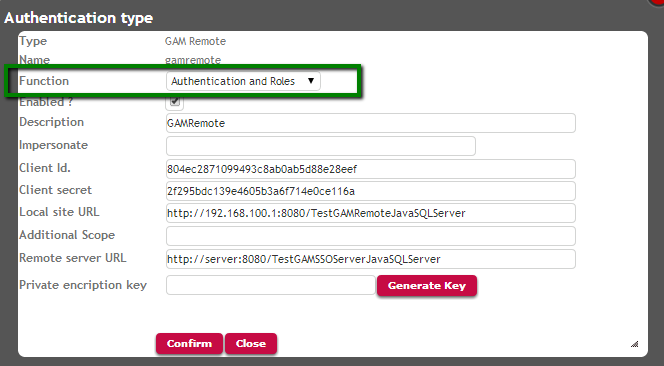 Authentication type
Type GAM Remote
Name gamremote
Function Authentication and Roles
Enabled ?
Description GAMRemote
Impersonate
Client Id. 804ec2871099493c8ab0ab5d88e28eef
Client secret 2f295bdc139e4605b3a6f714e0ce116a
Local site URL http://192.168.100.1:8080/TestGAMRemoteJavaSQLServer
Additional Scope
Remote server URL http://server:8080/TestGAMSSOServerJavaSQLServer
Private encription key Generate Key
Confirm Close